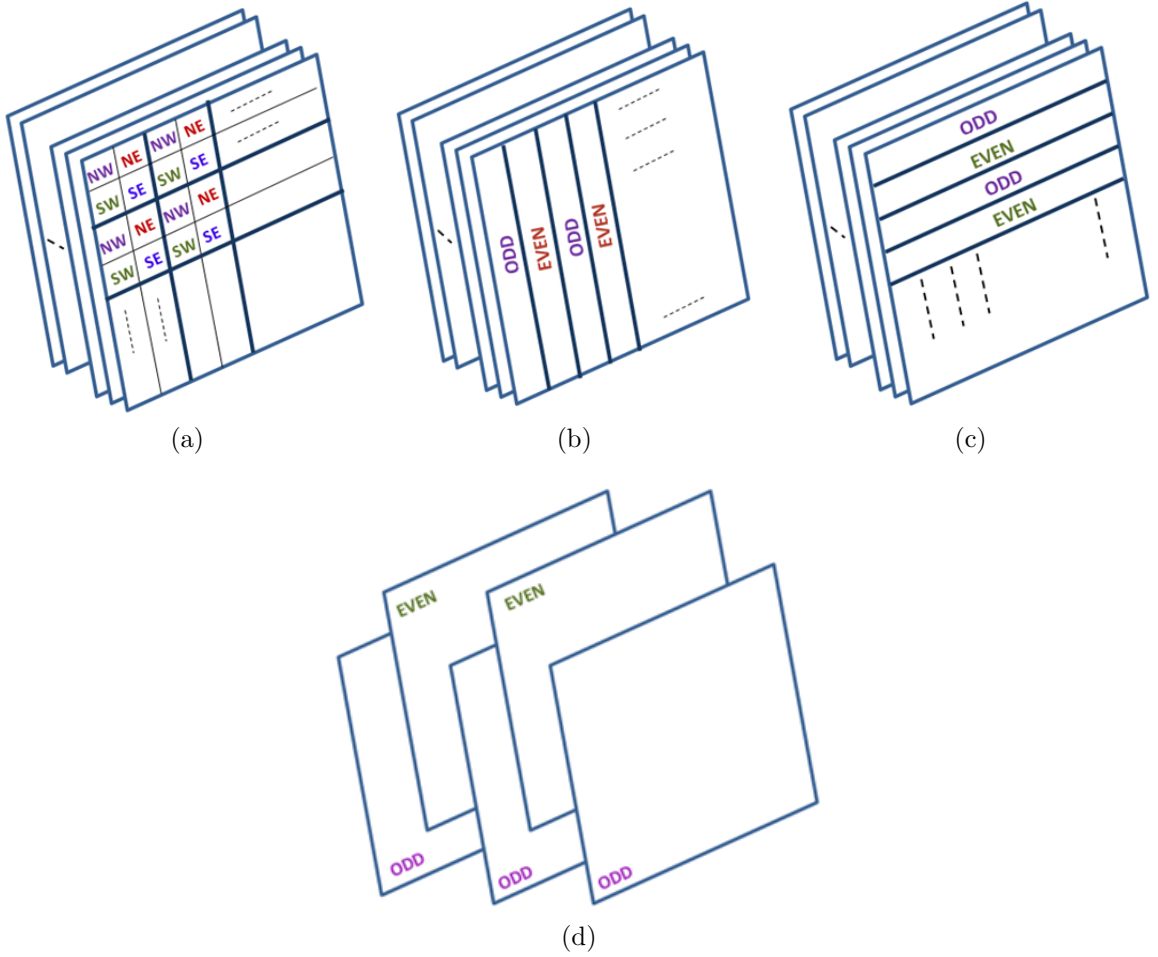 NW NE NW NE
SW SE SW SE
NW NE NW NE
SW SE SW SE
(a)
ODD EVEN ODD EVEN
(b)
ODD
EVEN
ODD
EVEN
(c)
EVEN EVEN
ODD ODD ODD
(d)